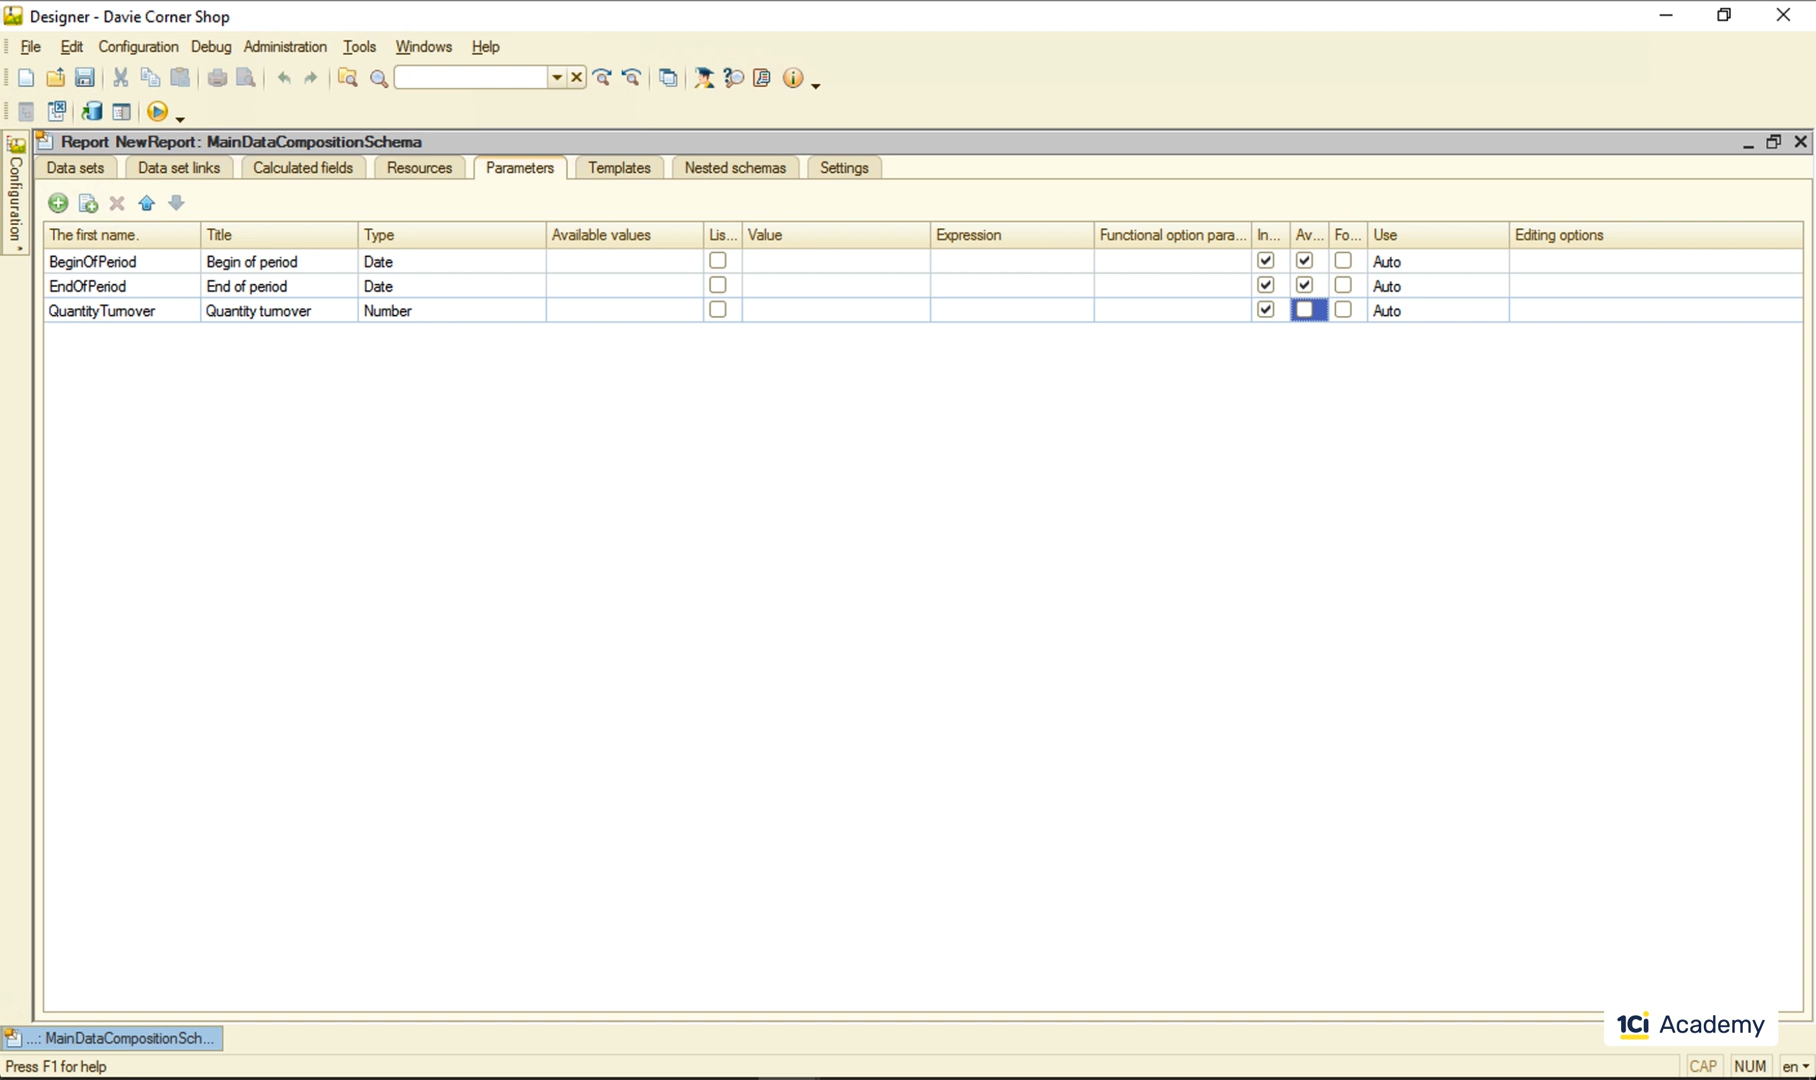 Designer - Davie Corner Shop
File Edit Configuration Debug Administration Tools Windows Help
Configuration *
Report NewReport: MainDataCompositionSchema
Data sets Data set links Calculated fields Resources Parameters Templates Nested schemas Settings
The first name. Title Type Available values Lis... Value Expression Functional option para... In... Av... Fo... Use Editing options
BeginOfPeriod Begin of period Date Auto
EndOfPeriod End of period Date Auto
QuantityTurnover Quantity turnover Number Auto
1Ci Academy
...: MainDataCompositionSch...
Press F1 for help CAP NUM en